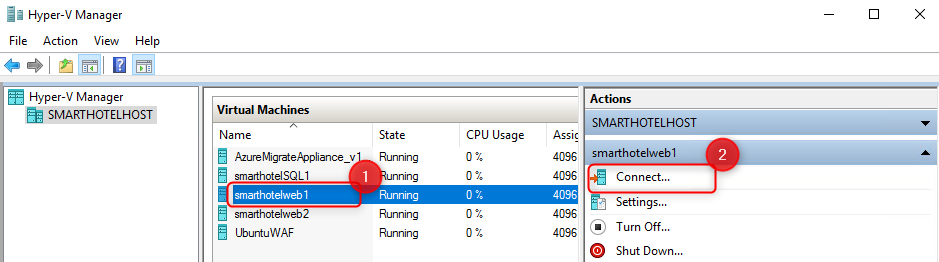 Hyper-V Manager
File Action View Help
Hyper-V Manager
SMARTHOTELHOST
Virtual Machines
Name State CPU Usage Assig
AzureMigrateAppliance_v1 Running 0 % 4096
smarthotelSQL1 Running 0 % 4096
smarthotelweb1 Running 0 % 4096
smarthotelweb2 Running 0 % 4096
UbuntuWAF Running 0 % 4096
1
Actions
SMARTHOTELHOST
smarthotelweb1
2
Connect...
Settings...
Turn Off...
Shut Down...